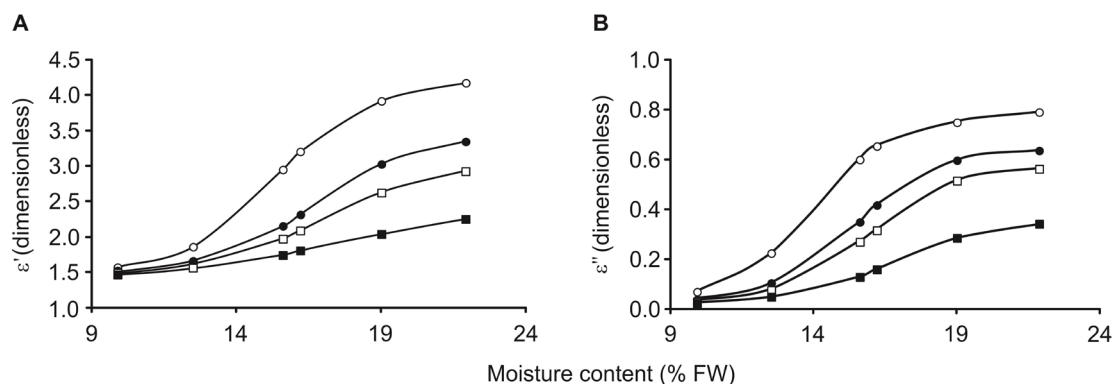 A
4.5
4.0
3.5
3.0
2.5
2.0
1.5
1.0
ε' (dimensionless)
9 14 19 24
B
1.0
0.8
0.6
0.4
0.2
0.0
ε" (dimensionless)
9 14 19 24
Moisture content (% FW)